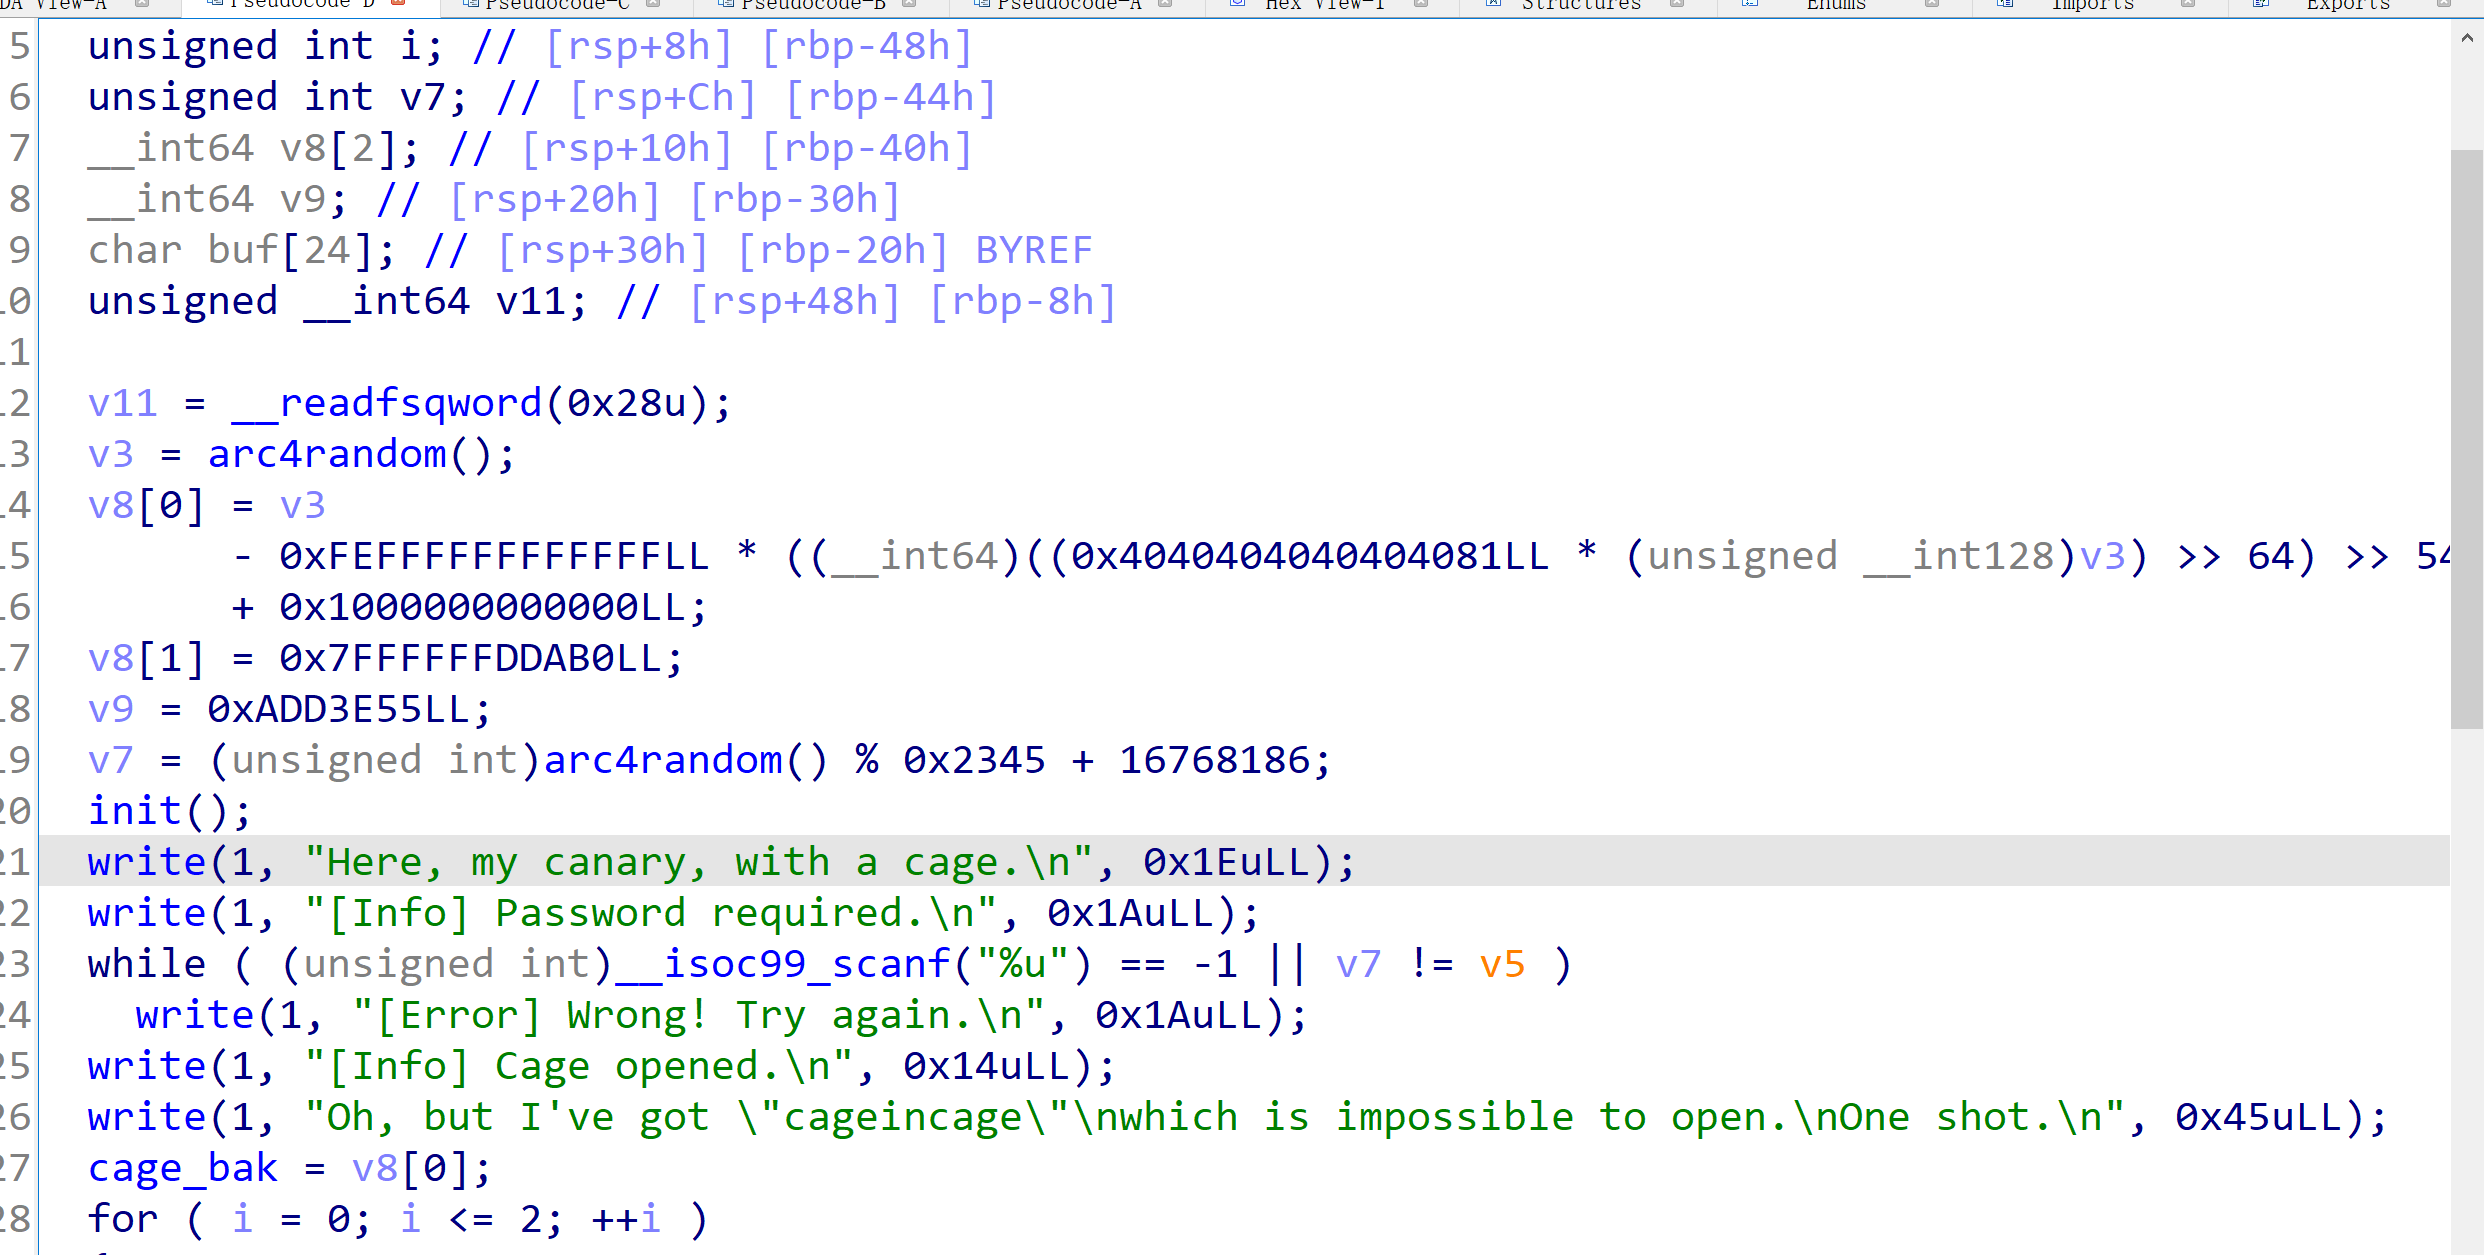 DA View-A Pseudocode-D Pseudocode-C Pseudocode-B Pseudocode-A Hex View-1 Structures Enums Imports Exports
5 unsigned int i; // [rsp+8h] [rbp-48h]
6 unsigned int v7; // [rsp+Ch] [rbp-44h]
7 __int64 v8[2]; // [rsp+10h] [rbp-40h]
8 __int64 v9; // [rsp+20h] [rbp-30h]
9 char buf[24]; // [rsp+30h] [rbp-20h] BYREF
10 unsigned __int64 v11; // [rsp+48h] [rbp-8h]
11
12 v11 = __readfsqword(0x28u);
13 v3 = arc4random();
14 v8[0] = v3
15 - 0xFEFFFFFFFFFFFFLL * ((__int64)((0x4040404040404081LL * (unsigned __int128)v3) >> 64) >> 54
16 + 0x1000000000000LL;
17 v8[1] = 0x7FFFFFFDDAB0LL;
18 v9 = 0xADD3E55LL;
19 v7 = (unsigned int)arc4random() % 0x2345 + 16768186;
20 init();
21 write(1, "Here, my canary, with a cage.\n", 0x1EuLL);
22 write(1, "[Info] Password required.\n", 0x1AuLL);
23 while ( (unsigned int)__isoc99_scanf("%u") == -1 || v7 != v5 )
24 write(1, "[Error] Wrong! Try again.\n", 0x1AuLL);
25 write(1, "[Info] Cage opened.\n", 0x14uLL);
26 write(1, "Oh, but I've got \"cageincage\"\nwhich is impossible to open.\nOne shot.\n", 0x45uLL);
27 cage_bak = v8[0];
28 for ( i = 0; i <= 2; ++i )